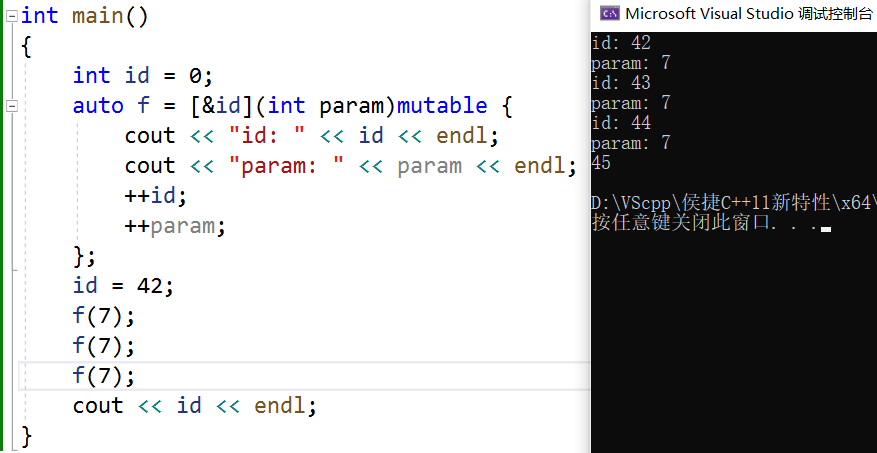 int main()
{
    int id = 0;
    auto f = [&id](int param)mutable {
        cout << "id: " << id << endl;
        cout << "param: " << param << endl;
        ++id;
        ++param;
    };
    id = 42;
    f(7);
    f(7);
    f(7);
    cout << id << endl;
}
Microsoft Visual Studio 调试控制台
id: 42
param: 7
id: 43
param: 7
id: 44
param: 7
45
D:\VScpp\侯捷C++11新特性\x64\
按任意键关闭此窗口. . .